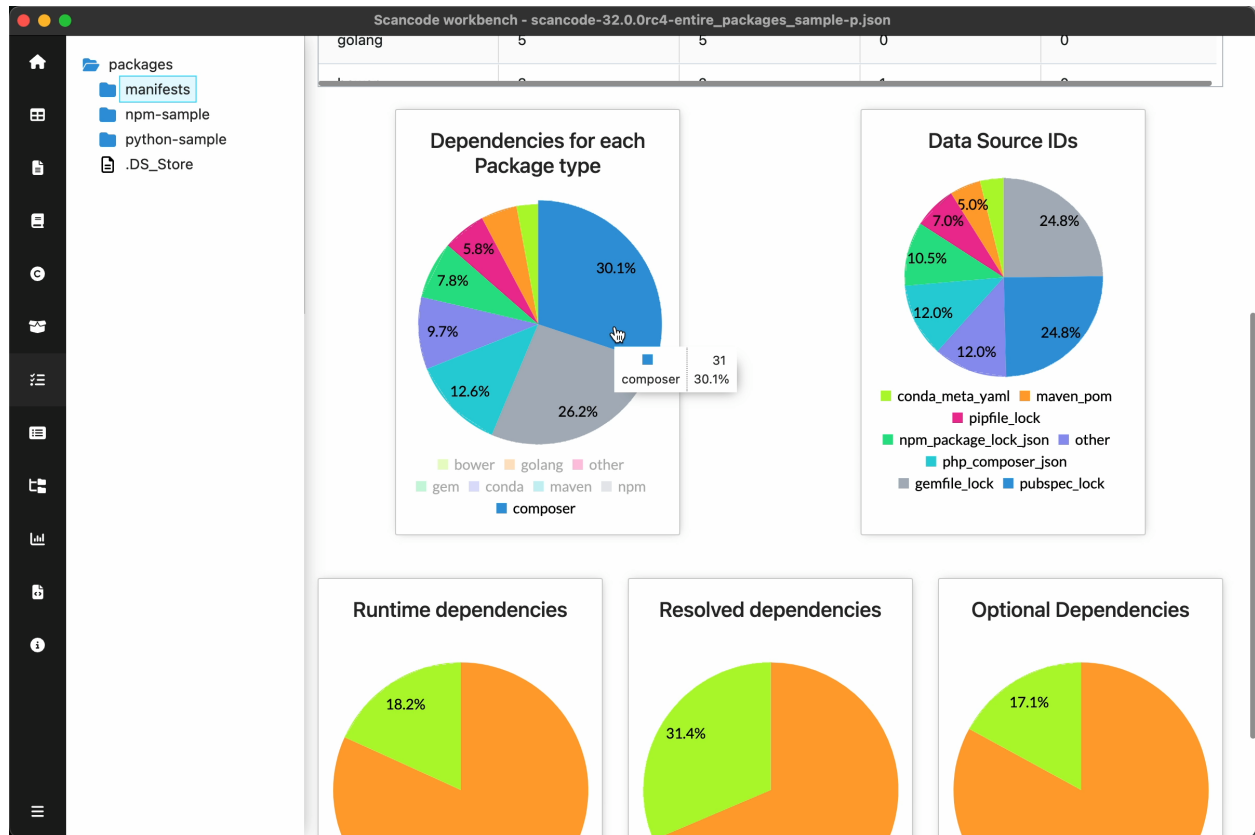 Scancode workbench - scancode-32.0.0rc4-entire_packages_sample-p.json
packages
manifests
npm-sample
python-sample
.DS_Store
golang 5 5 0 0
Dependencies for each
Package type
30.1%
26.2%
12.6%
9.7%
7.8%
5.8%
composer 31
30.1%
bower golang other
gem conda maven npm
composer
Data Source IDs
24.8%
24.8%
12.0%
12.0%
10.5%
7.0%
5.0%
conda_meta_yaml maven_pom
pipfile_lock
npm_package_lock_json other
php_composer_json
gemfile_lock pubspec_lock
Runtime dependencies
18.2%
Resolved dependencies
31.4%
Optional Dependencies
17.1%